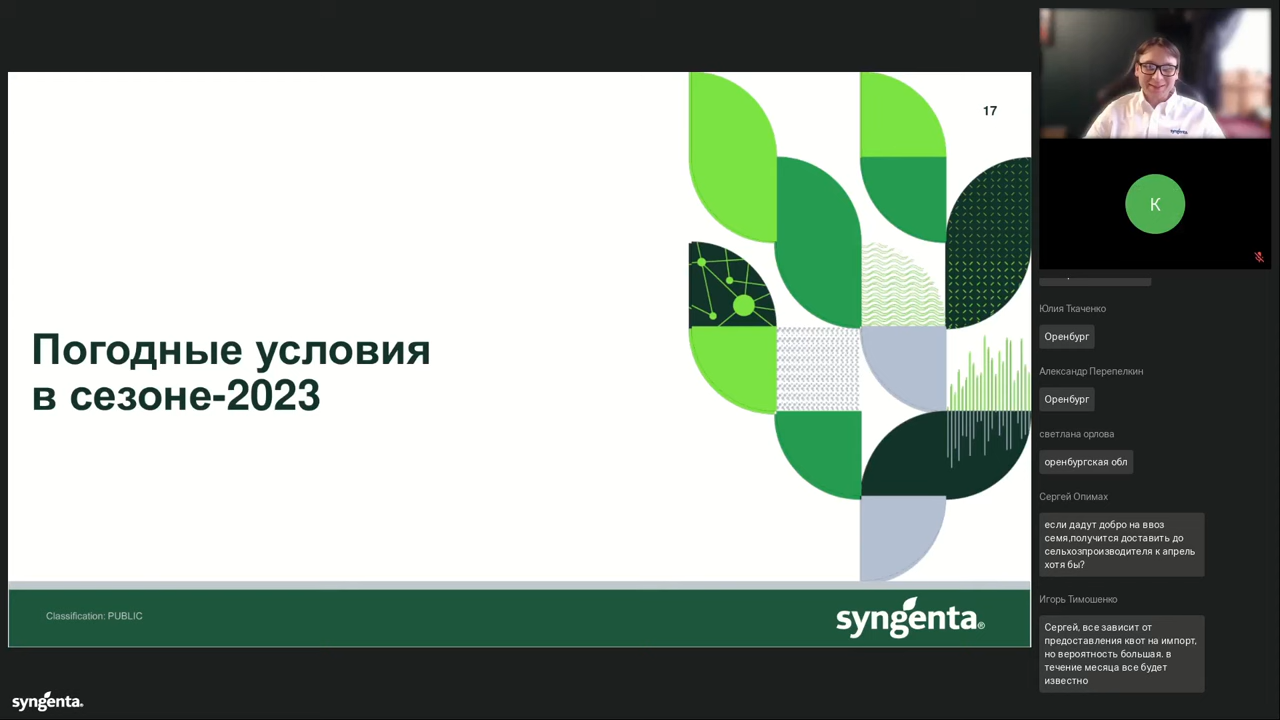 17
Погодные условия
в сезоне-2023
Classification: PUBLIC
syngenta®
syngenta®
syngenta
K
Юлия Ткаченко
Оренбург
Александр Перепелкин
Оренбург
светлана орлова
оренбургская обл
Сергей Опимах
если дадут добро на ввоз
семя,получится доставить до
сельхозпроизводителя к апрель
хотя бы?
Игорь Тимошенко
Сергей, все зависит от
предоставления квот на импорт,
но вероятность большая. в
течение месяца все будет
известно